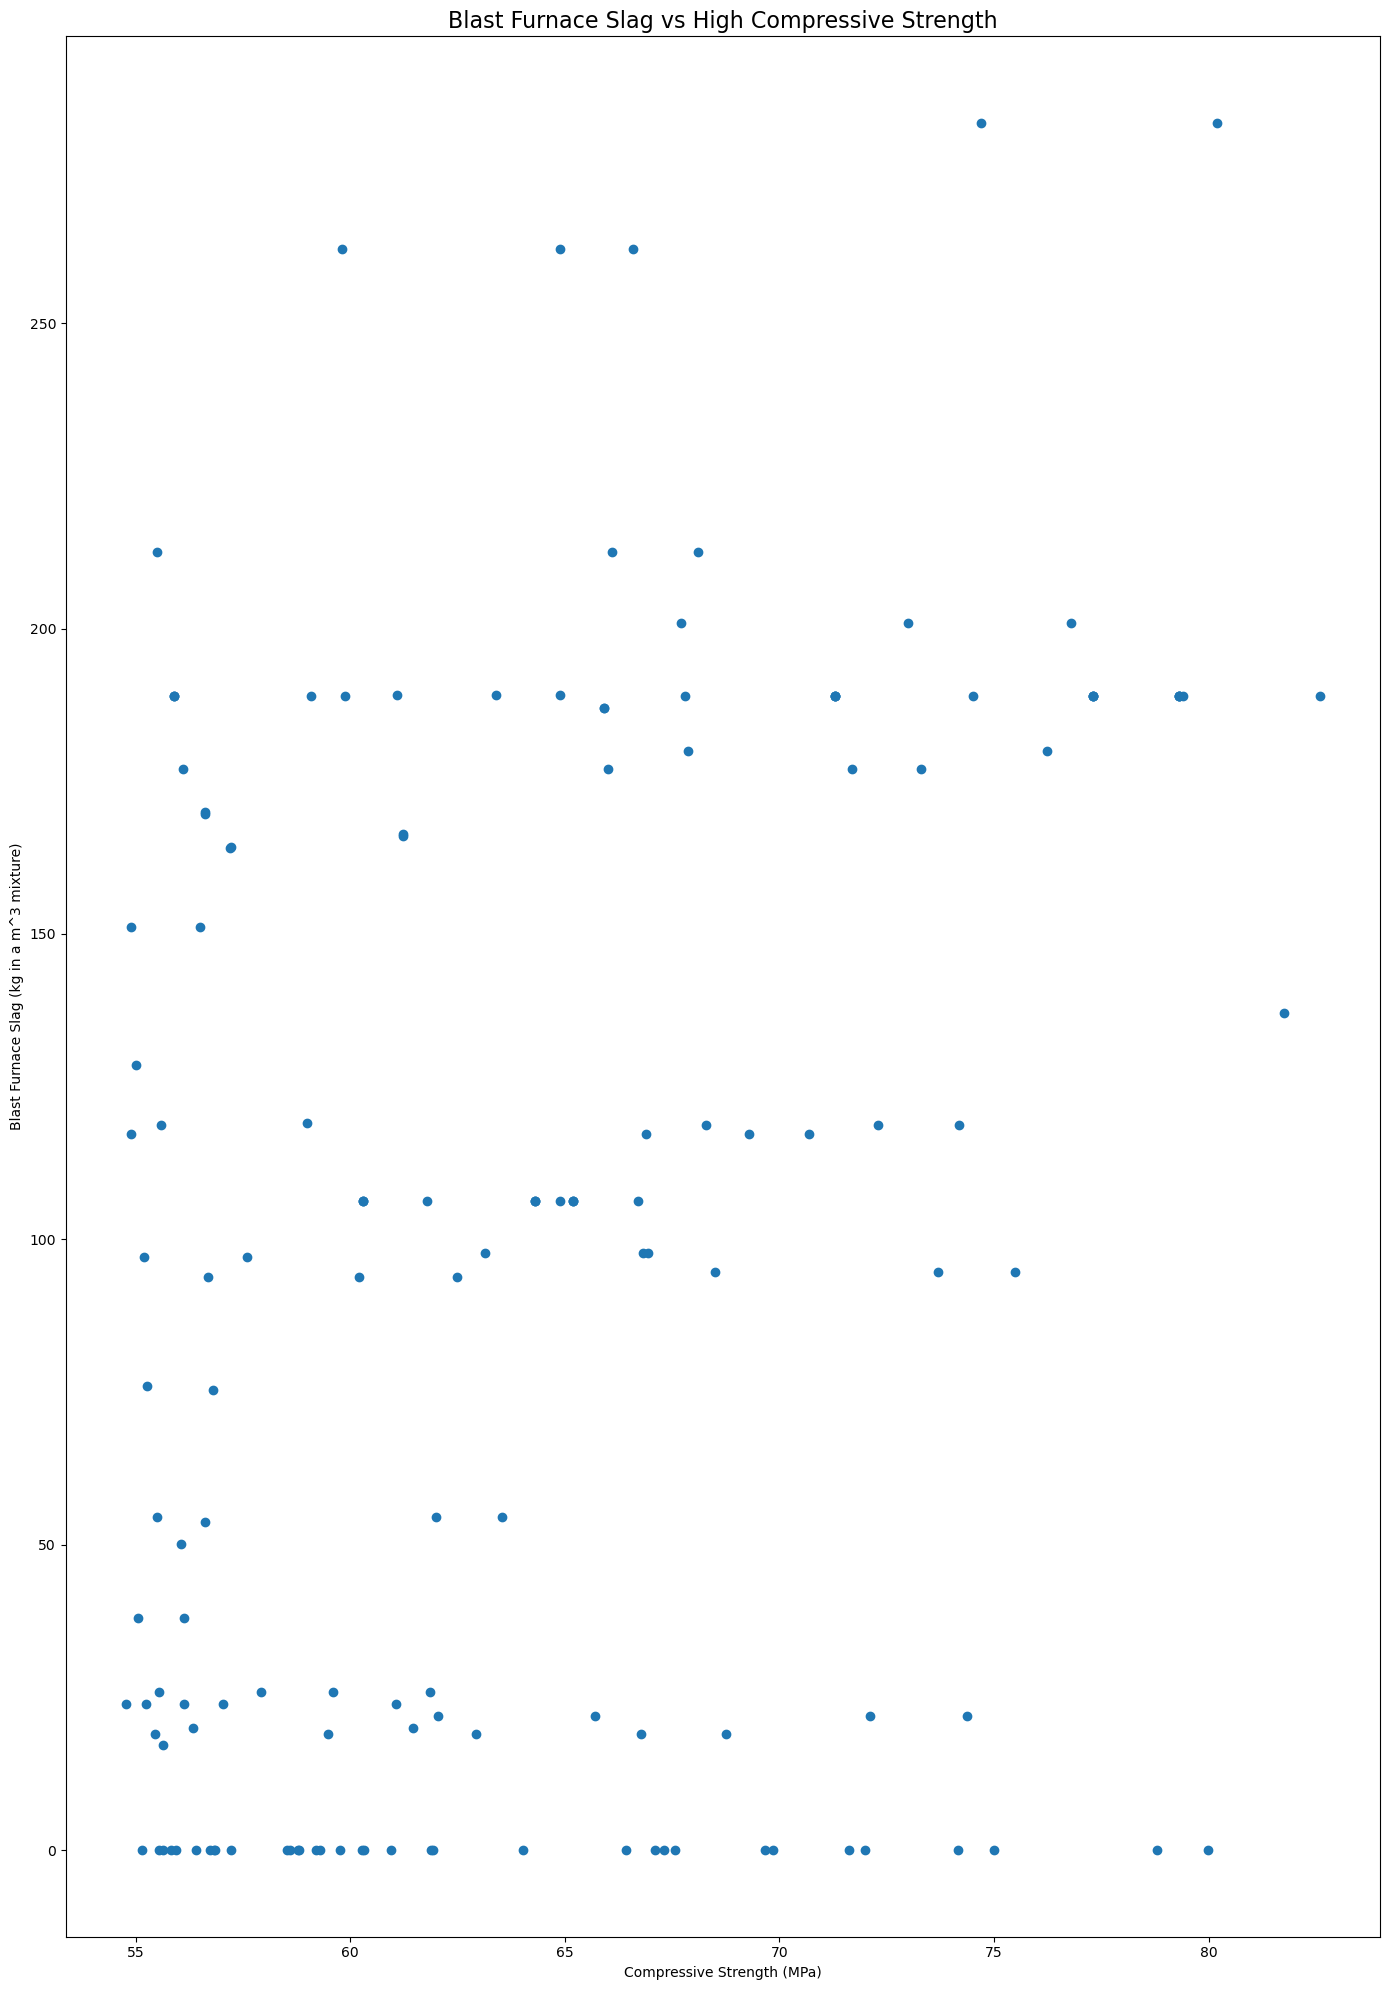 Blast Furnace Slag vs High Compressive Strength
Blast Furnace Slag (kg in a m^3 mixture)
250
200
150
100
50
0
55 60 65 70 75 80
Compressive Strength (MPa)